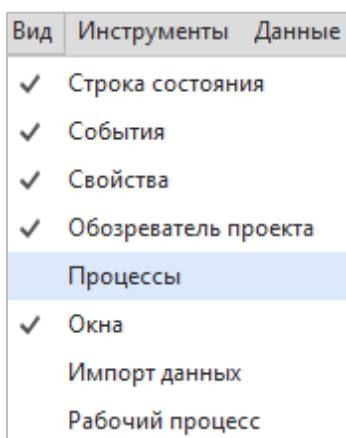 Вид Инструменты Данные
Строка состояния
События
Свойства
Обозреватель проекта
Процессы
Окна
Импорт данных
Рабочий процесс